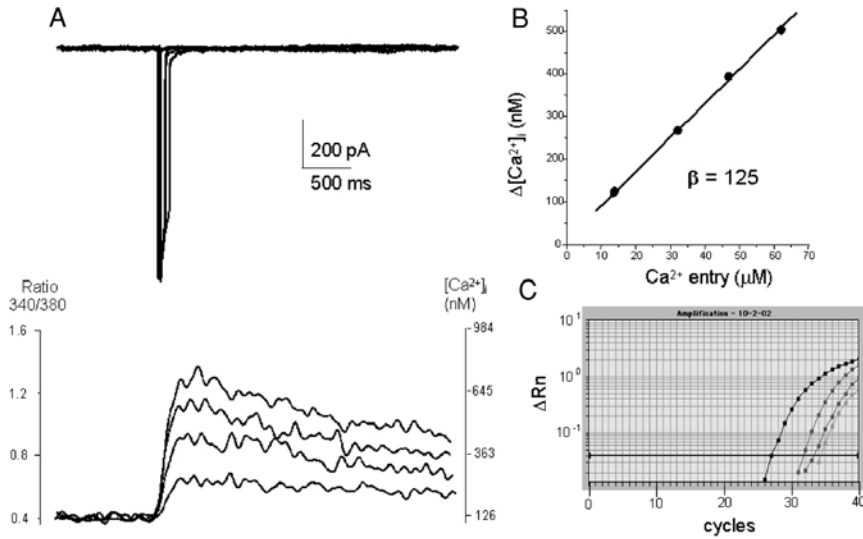 A
200 pA
500 ms
Ratio
340/380
[Ca²⁺]ᵢ
(nM)
1.6
1.2
0.8
0.4
984
645
363
126
B
Δ[Ca²⁺]ᵢ (nM)
500
400
300
200
100
0
β = 125
0 10 20 30 40 50 60 70
Ca²⁺ entry (μM)
C
Amplification - 10-2-02
ΔRn
10¹
10⁰
10⁻¹
0 10 20 30 40
cycles